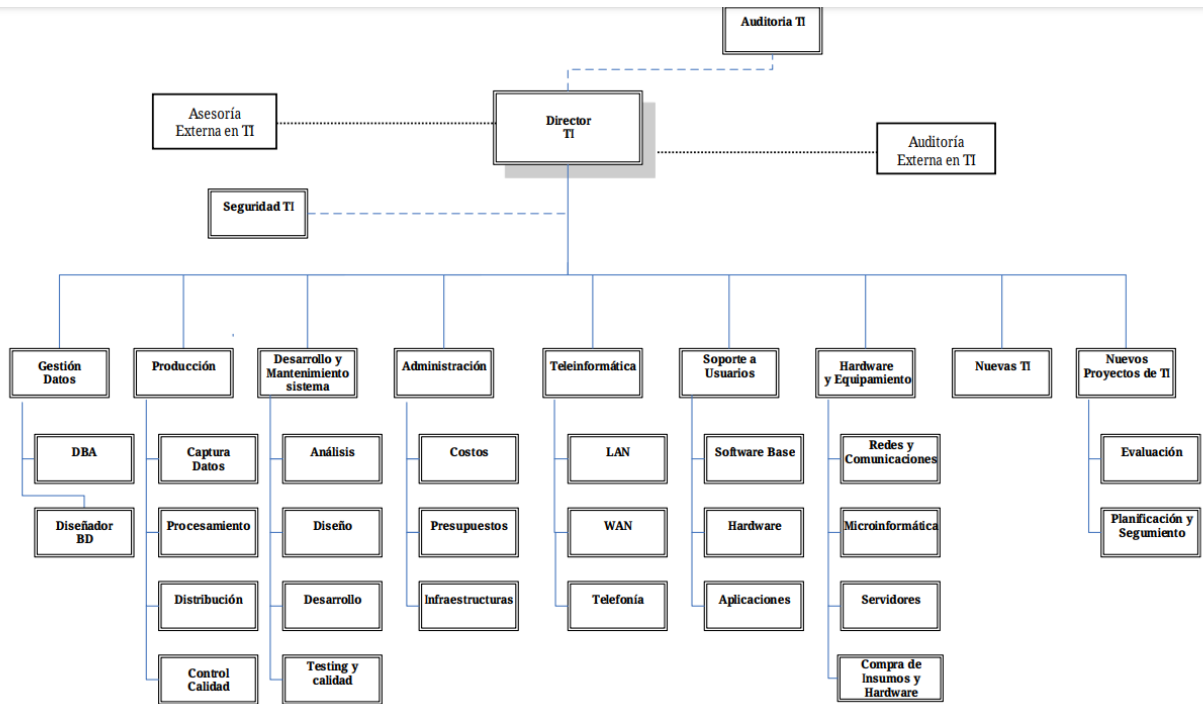 Auditoria TI
Asesoría
Externa en TI
Director
TI
Auditoría
Externa en TI
Seguridad TI
Gestión
Datos
Producción
Desarrollo y
Mantenimiento
sistema
Administración
Teleinformática
Soporte a
Usuarios
Hardware
y Equipamiento
Nuevas TI
Nuevos
Proyectos de TI
DBA
Captura
Datos
Análisis
Costos
LAN
Software Base
Redes y
Comunicaciones
Evaluación
Diseñador
BD
Procesamiento
Diseño
Presupuestos
WAN
Hardware
Microinformática
Planificación y
Segumiento
Distribución
Desarrollo
Infraestructuras
Telefonía
Aplicaciones
Servidores
Control
Calidad
Testing y
calidad
Compra de
Insumos y
Hardware